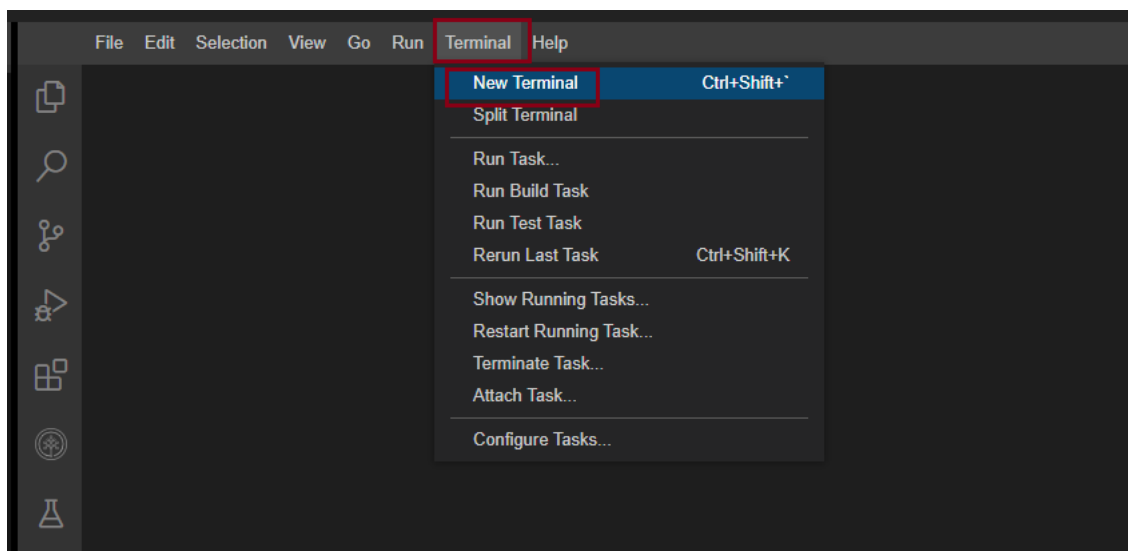 File Edit Selection View Go Run Terminal Help
New Terminal Ctrl+Shift+`
Split Terminal
Run Task...
Run Build Task
Run Test Task
Rerun Last Task Ctrl+Shift+K
Show Running Tasks...
Restart Running Task...
Terminate Task...
Attach Task...
Configure Tasks...